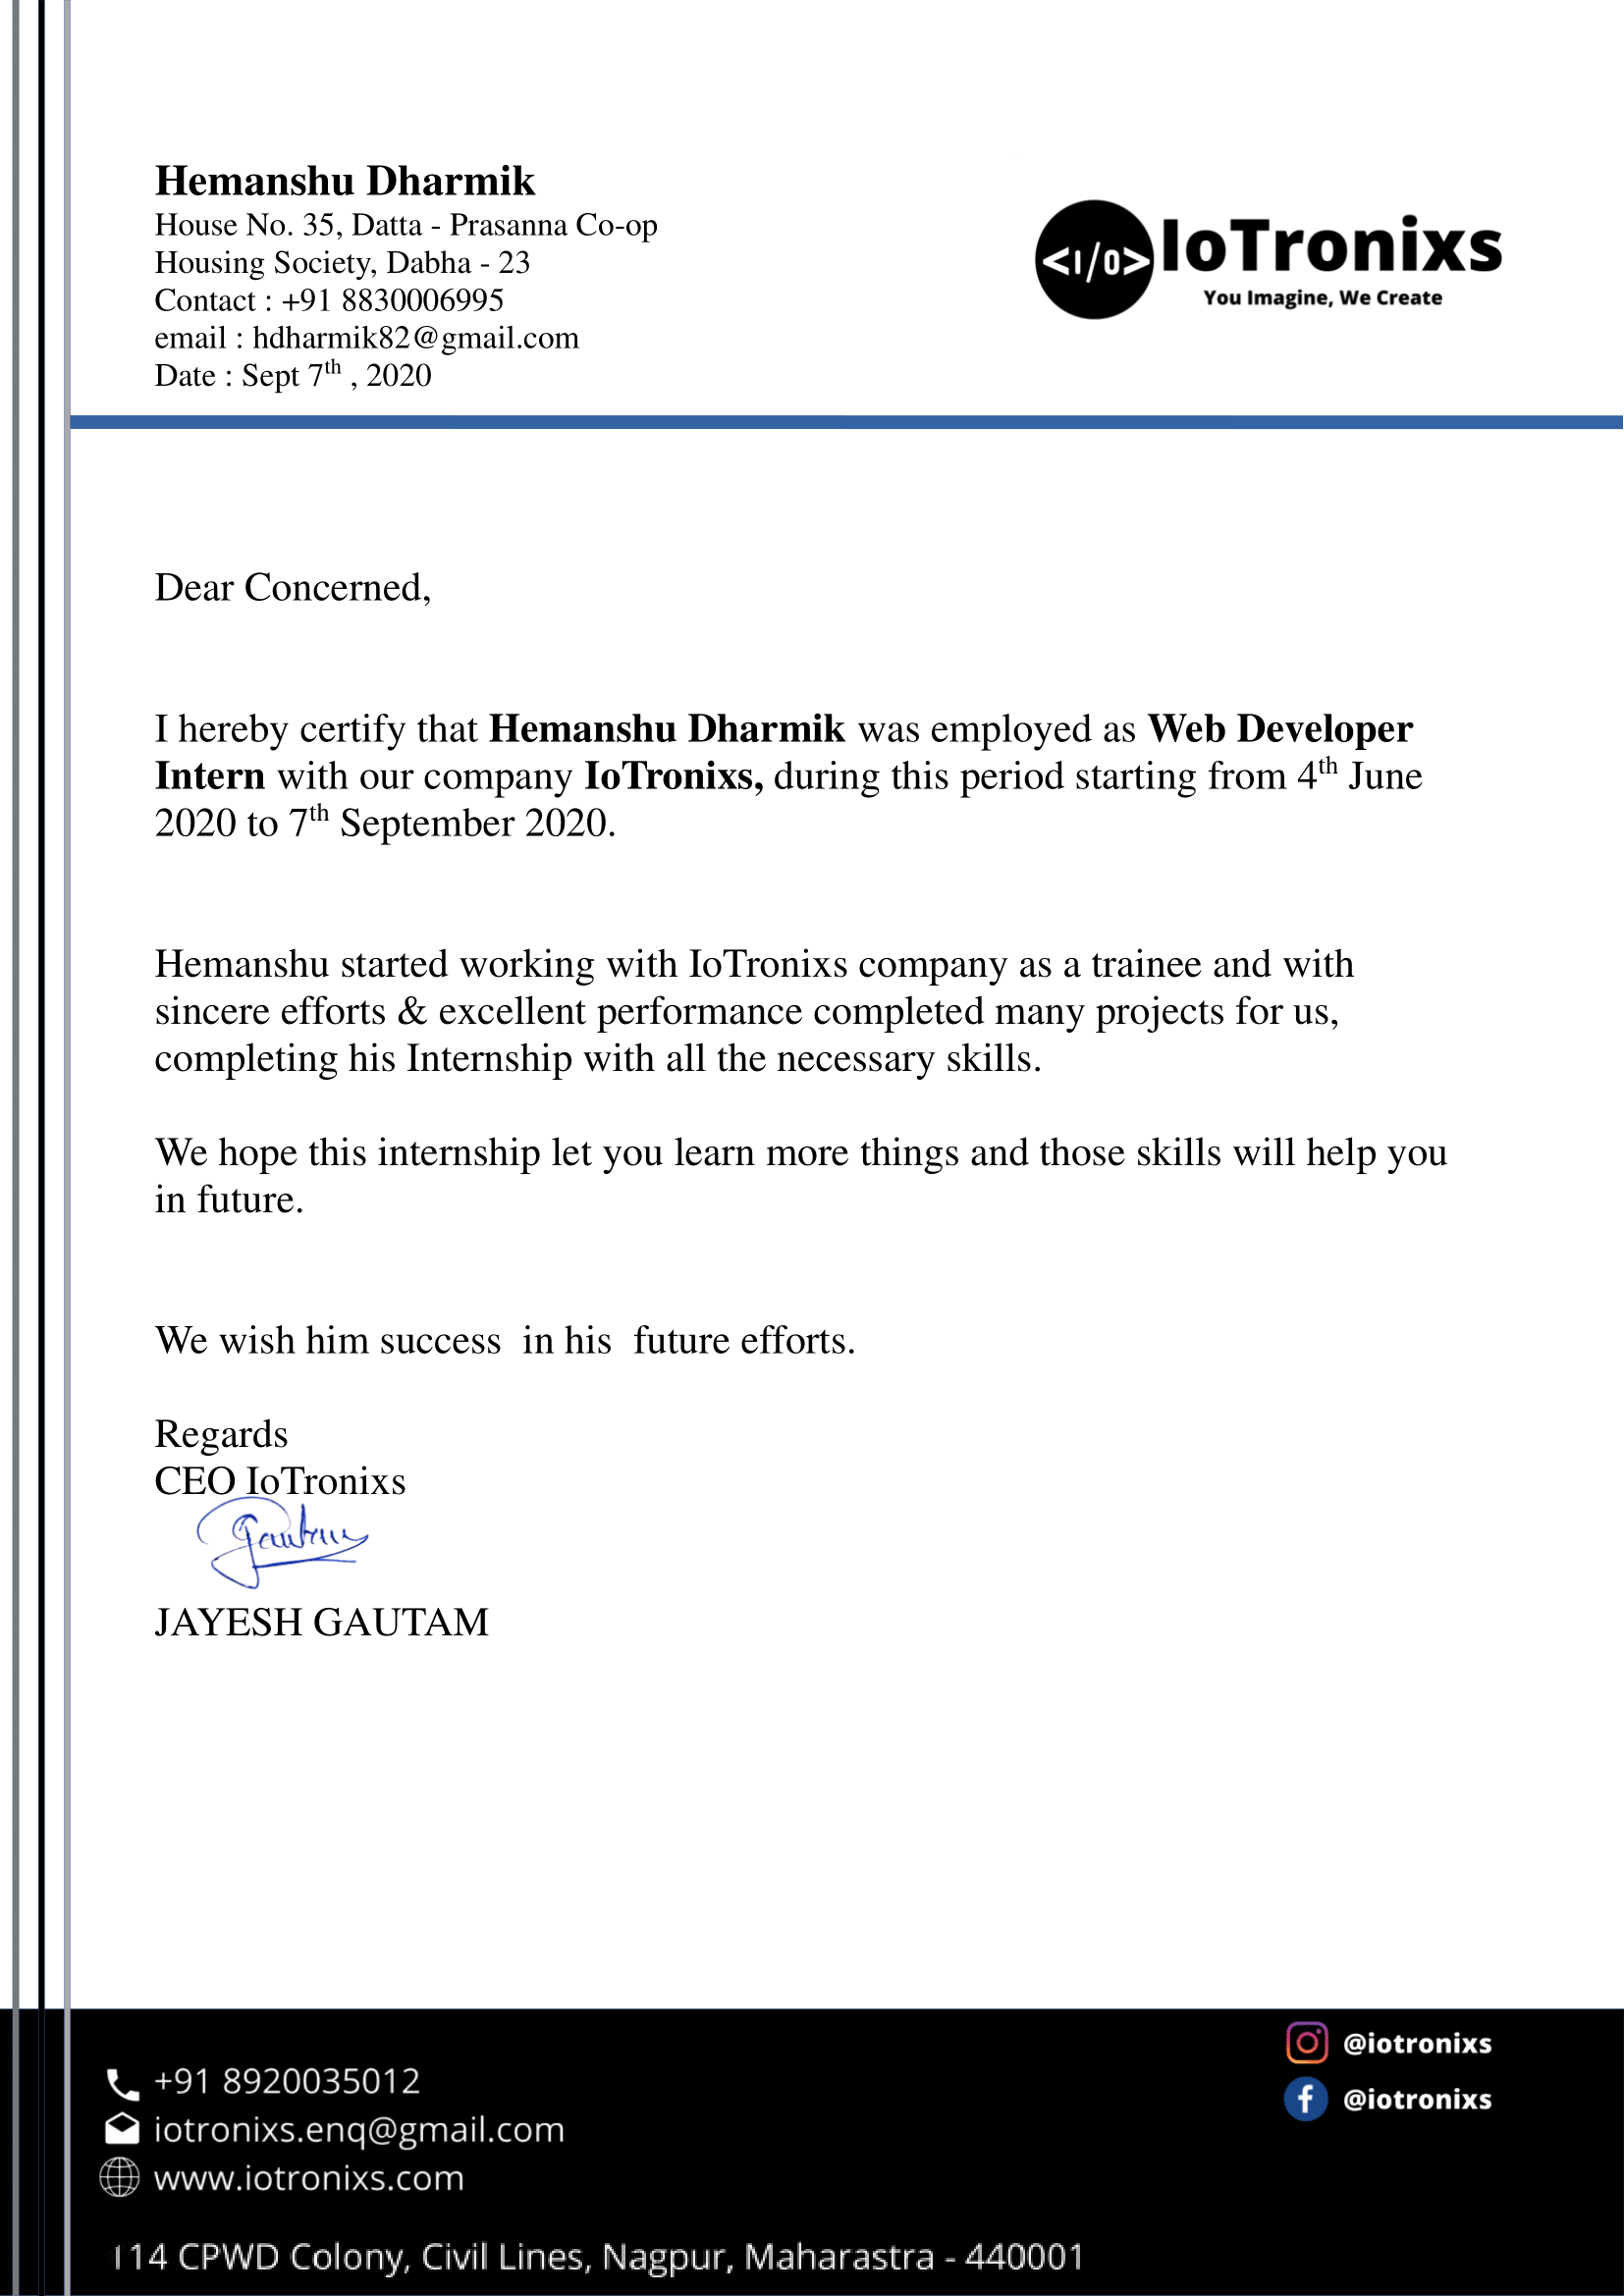 Hemanshu Dharmik
House No. 35, Datta - Prasanna Co-op
Housing Society, Dabha - 23
Contact : +91 8830006995
email : hdharmik82@gmail.com
Date : Sept 7th , 2020
<I/O> IoTronixs
You Imagine, We Create
Dear Concerned,
I hereby certify that Hemanshu Dharmik was employed as Web Developer
Intern with our company IoTronixs, during this period starting from 4th June
2020 to 7th September 2020.
Hemanshu started working with IoTronixs company as a trainee and with
sincere efforts & excellent performance completed many projects for us,
completing his Internship with all the necessary skills.
We hope this internship let you learn more things and those skills will help you
in future.
We wish him success  in his  future efforts.
Regards
CEO IoTronixs
Gautam
JAYESH GAUTAM
+91 8920035012
iotronixs.enq@gmail.com
www.iotronixs.com
@iotronixs
@iotronixs
114 CPWD Colony, Civil Lines, Nagpur, Maharastra - 440001